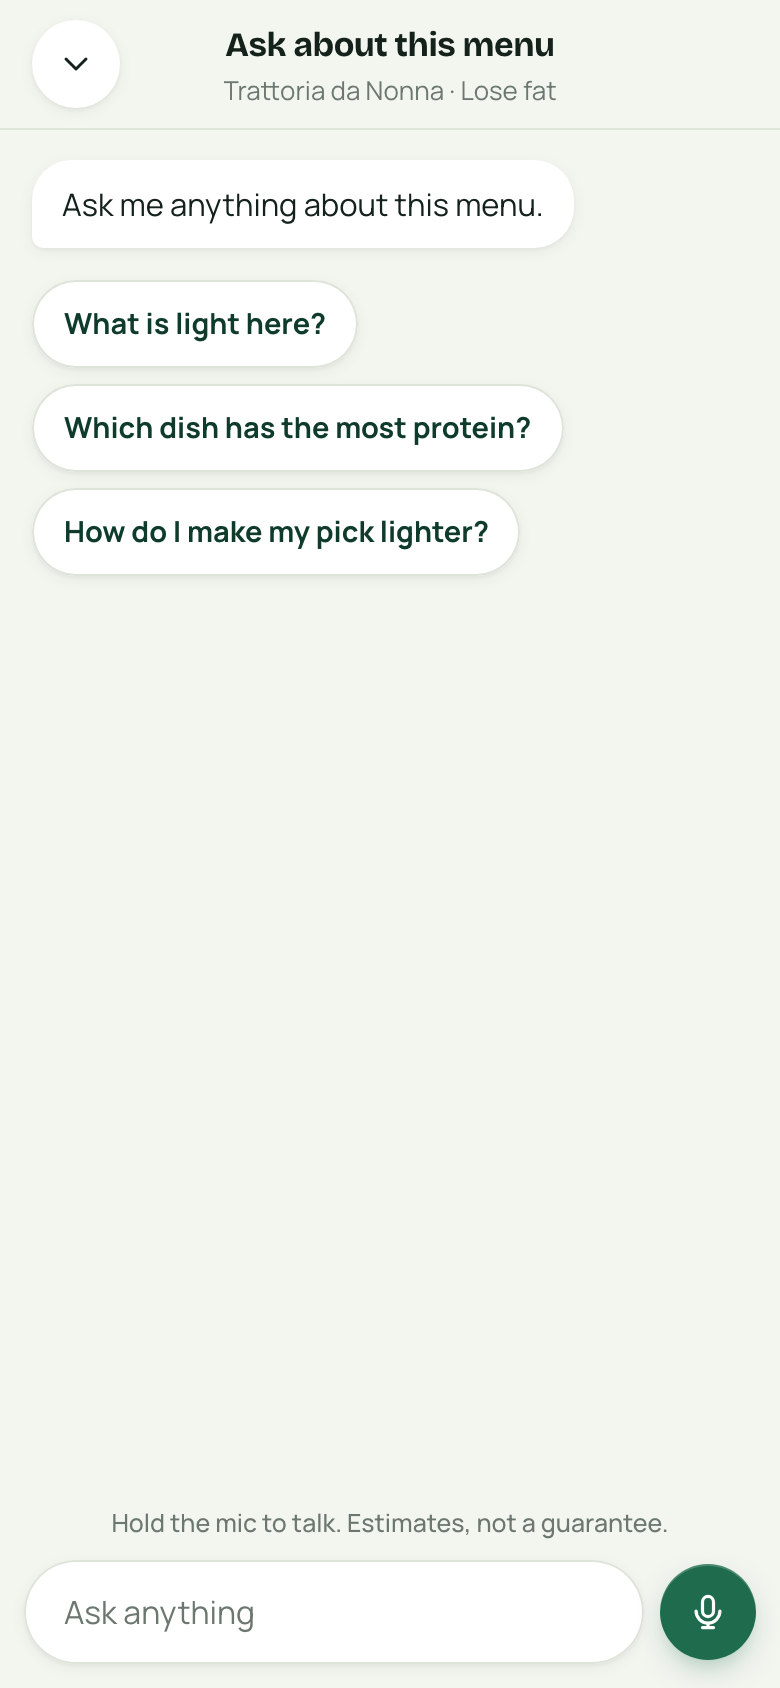 Ask about this menu
Trattoria da Nonna · Lose fat
Ask me anything about this menu.
What is light here?
Which dish has the most protein?
How do I make my pick lighter?
Hold the mic to talk. Estimates, not a guarantee.
Ask anything